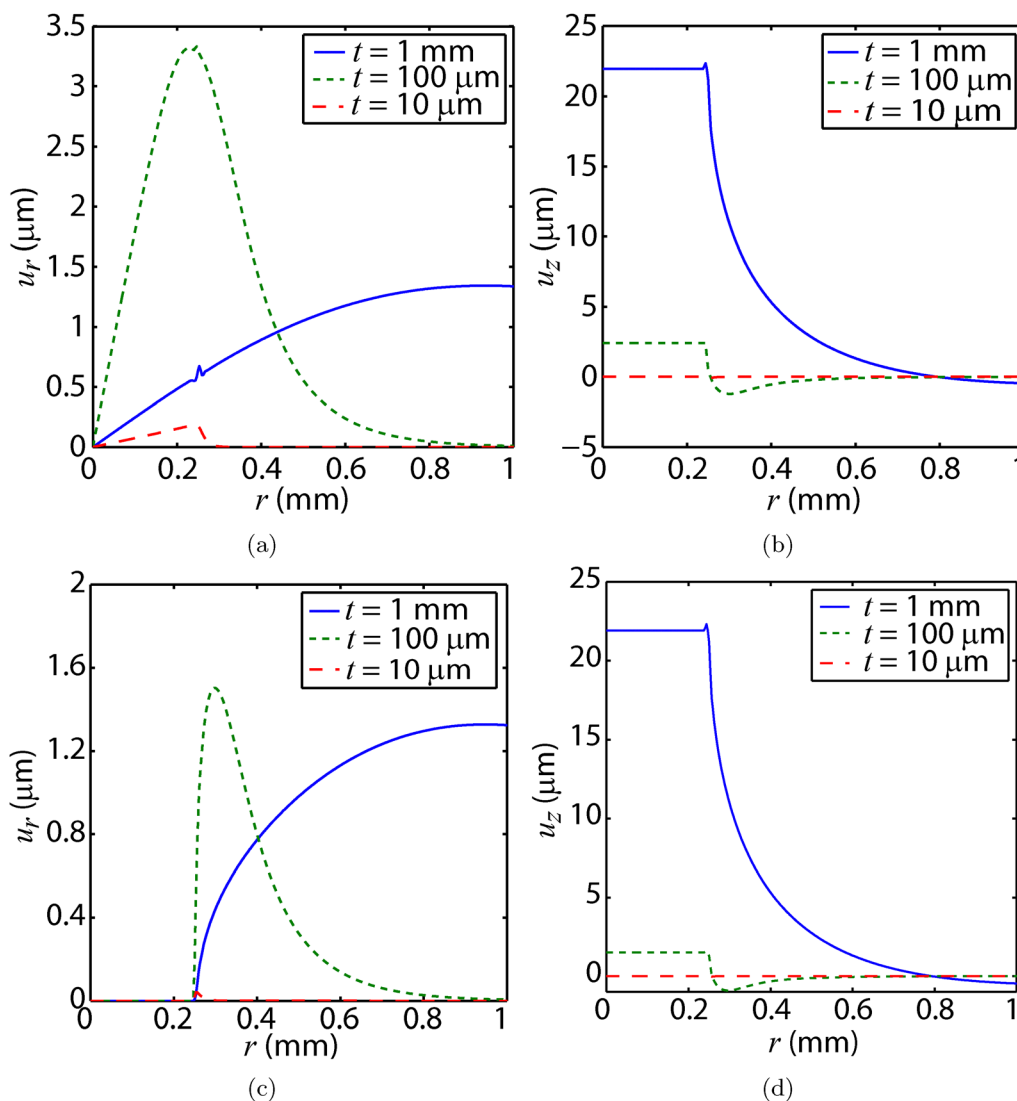 3.5
3
2.5
2
1.5
1
0.5
0
0 0.2 0.4 0.6 0.8 1
u_r (μm)
r (mm)
t = 1 mm
t = 100 μm
t = 10 μm
(a)
25
20
15
10
5
0
−5
0 0.2 0.4 0.6 0.8 1
u_z (μm)
r (mm)
t = 1 mm
t = 100 μm
t = 10 μm
(b)
2
1.6
1.2
0.8
0.4
0
0 0.2 0.4 0.6 0.8 1
u_r (μm)
r (mm)
t = 1 mm
t = 100 μm
t = 10 μm
(c)
25
20
15
10
5
0
0 0.2 0.4 0.6 0.8 1
u_z (μm)
r (mm)
t = 1 mm
t = 100 μm
t = 10 μm
(d)